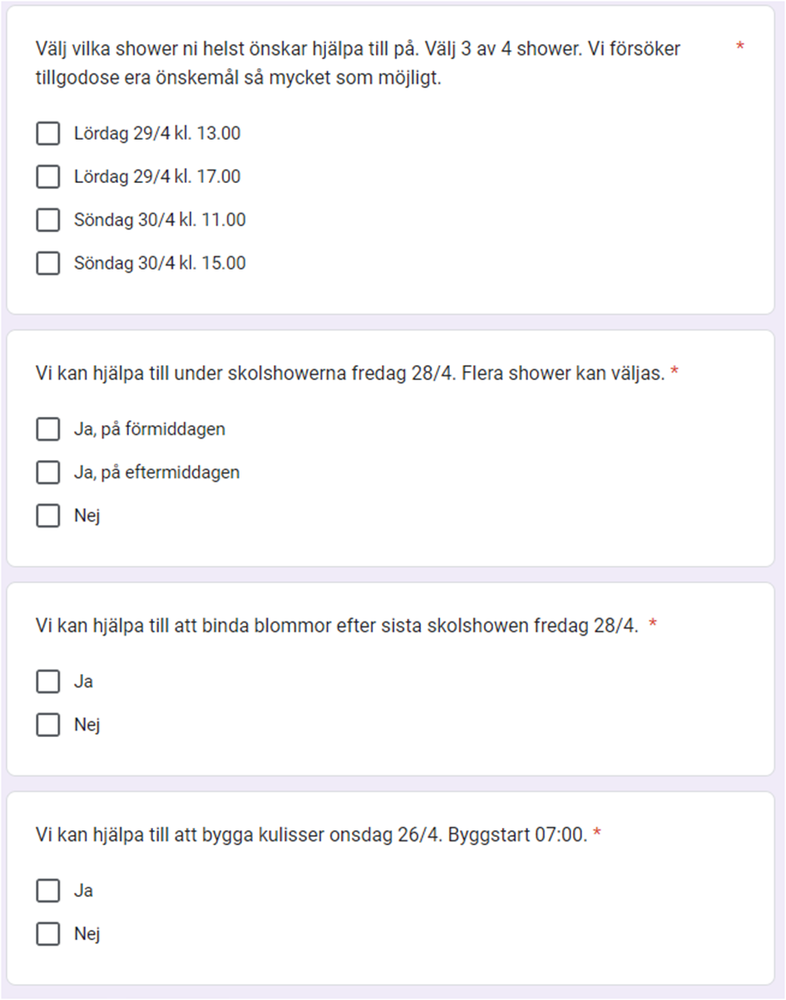 Välj vilka shower ni helst önskar hjälpa till på. Välj 3 av 4 shower. Vi försöker *
tillgodose era önskemål så mycket som möjligt.
Lördag 29/4 kl. 13.00
Lördag 29/4 kl. 17.00
Söndag 30/4 kl. 11.00
Söndag 30/4 kl. 15.00
Vi kan hjälpa till under skolshowerna fredag 28/4. Flera shower kan väljas. *
Ja, på förmiddagen
Ja, på eftermiddagen
Nej
Vi kan hjälpa till att binda blommor efter sista skolshowen fredag 28/4. *
Ja
Nej
Vi kan hjälpa till att bygga kulisser onsdag 26/4. Byggstart 07:00. *
Ja
Nej